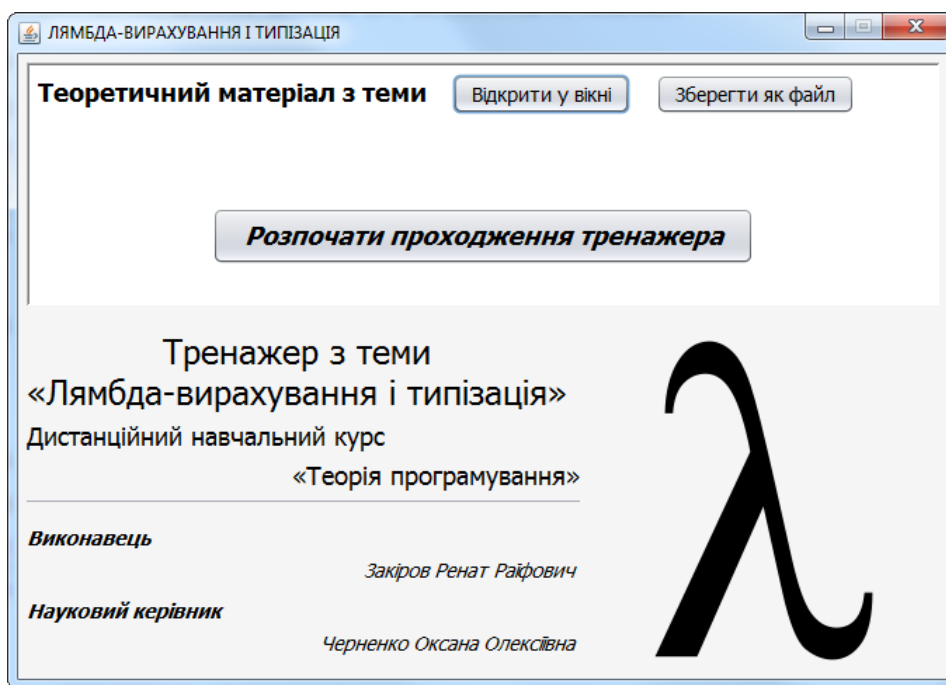 ЛЯМБДА-ВИРАХУВАННЯ І ТИПІЗАЦІЯ
Теоретичний матеріал з теми Відкрити у вікні Зберегти як файл
Розпочати проходження тренажера
Тренажер з теми
«Лямбда-вирахування і типізація»
Дистанційний навчальний курс
«Теорія програмування»
Виконавець
Закіров Ренат Раїфович
Науковий керівник
Черненко Оксана Олексіївна
λ